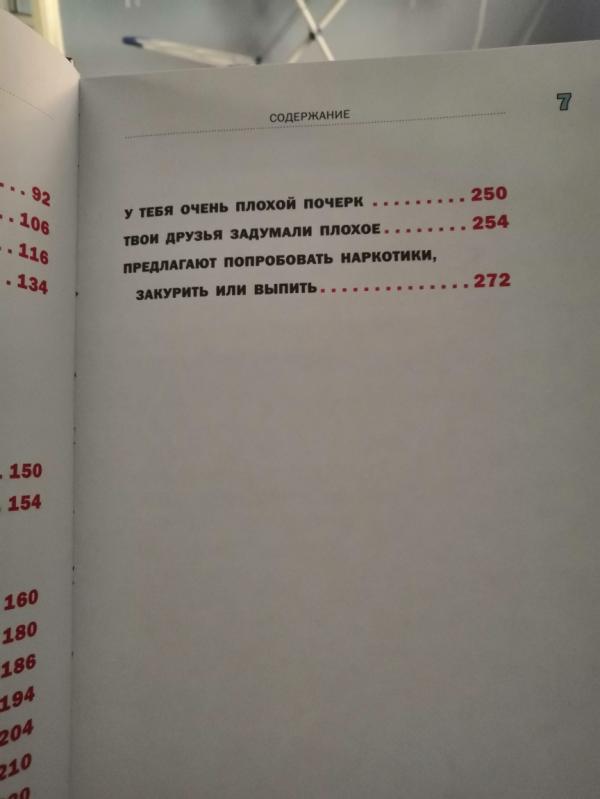 . . . 92
. . 106
. . 116
. . 134
. 150
. 154
160
180
186
194
204
210
СОДЕРЖАНИЕ 7
У ТЕБЯ ОЧЕНЬ ПЛОХОЙ ПОЧЕРК . . . . . . . . . 250
ТВОИ ДРУЗЬЯ ЗАДУМАЛИ ПЛОХОЕ . . . . . . . . 254
ПРЕДЛАГАЮТ ПОПРОБОВАТЬ НАРКОТИКИ,
ЗАКУРИТЬ ИЛИ ВЫПИТЬ . . . . . . . . . . . . . . 272